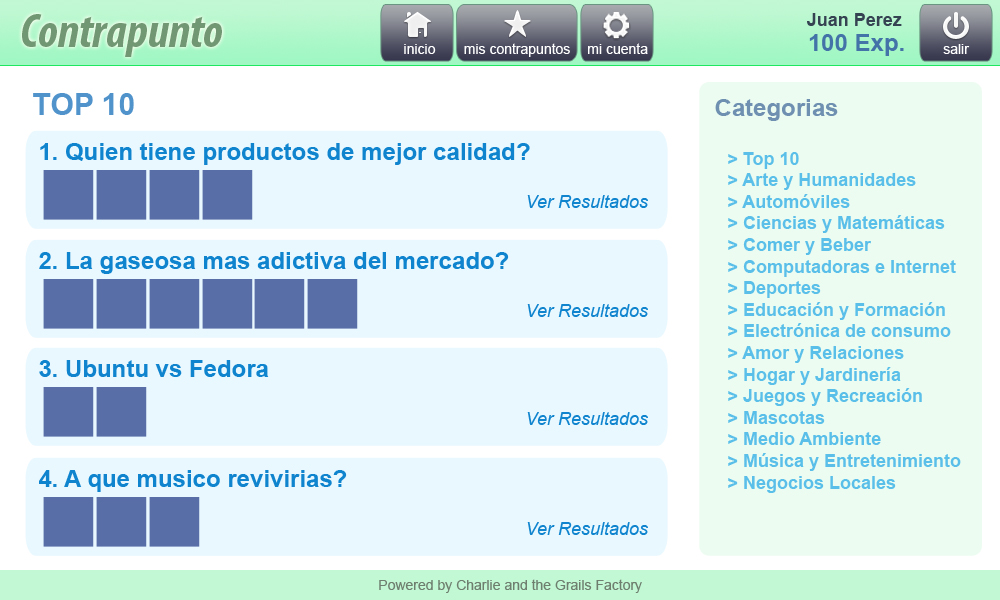 Contrapunto
inicio
mis contrapuntos
mi cuenta
Juan Perez
100 Exp.
salir
TOP 10
1. Quien tiene productos de mejor calidad?
Ver Resultados
2. La gaseosa mas adictiva del mercado?
Ver Resultados
3. Ubuntu vs Fedora
Ver Resultados
4. A que musico revivirias?
Ver Resultados
Categorias
> Top 10
> Arte y Humanidades
> Automóviles
> Ciencias y Matemáticas
> Comer y Beber
> Computadoras e Internet
> Deportes
> Educación y Formación
> Electrónica de consumo
> Amor y Relaciones
> Hogar y Jardinería
> Juegos y Recreación
> Mascotas
> Medio Ambiente
> Música y Entretenimiento
> Negocios Locales
Powered by Charlie and the Grails Factory